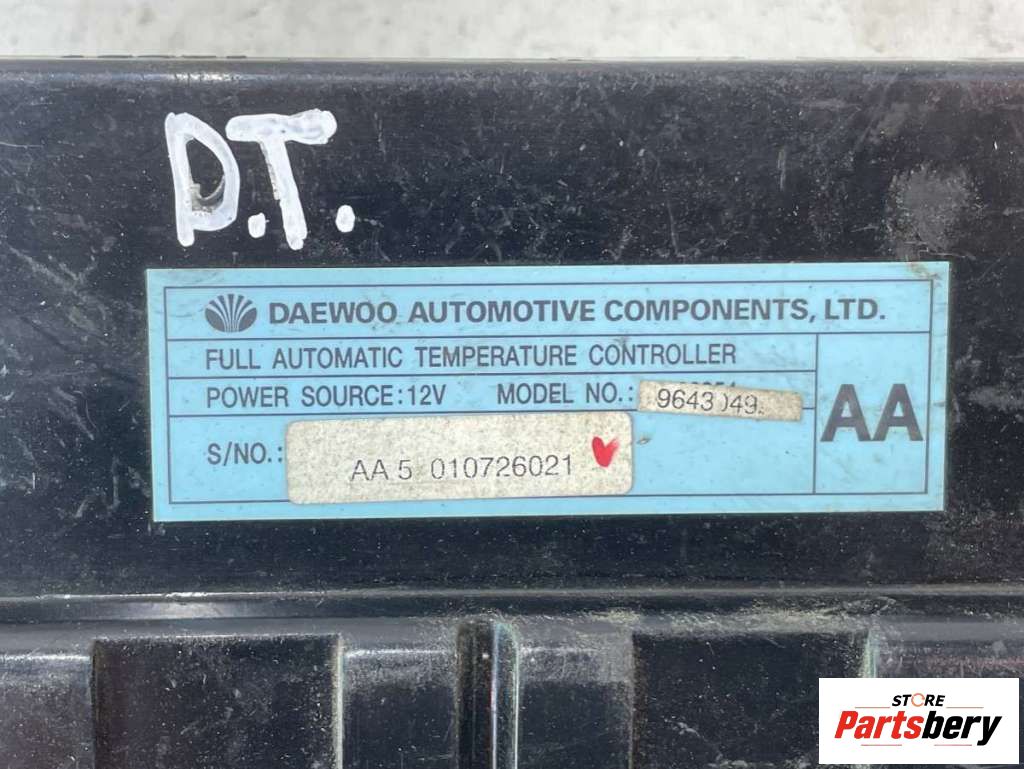 D.T.
DAEWOO AUTOMOTIVE COMPONENTS, LTD.
FULL AUTOMATIC TEMPERATURE CONTROLLER
POWER SOURCE:12V MODEL NO.:
AA
S/NO.: AA 5 010726021
STORE
Partsbery